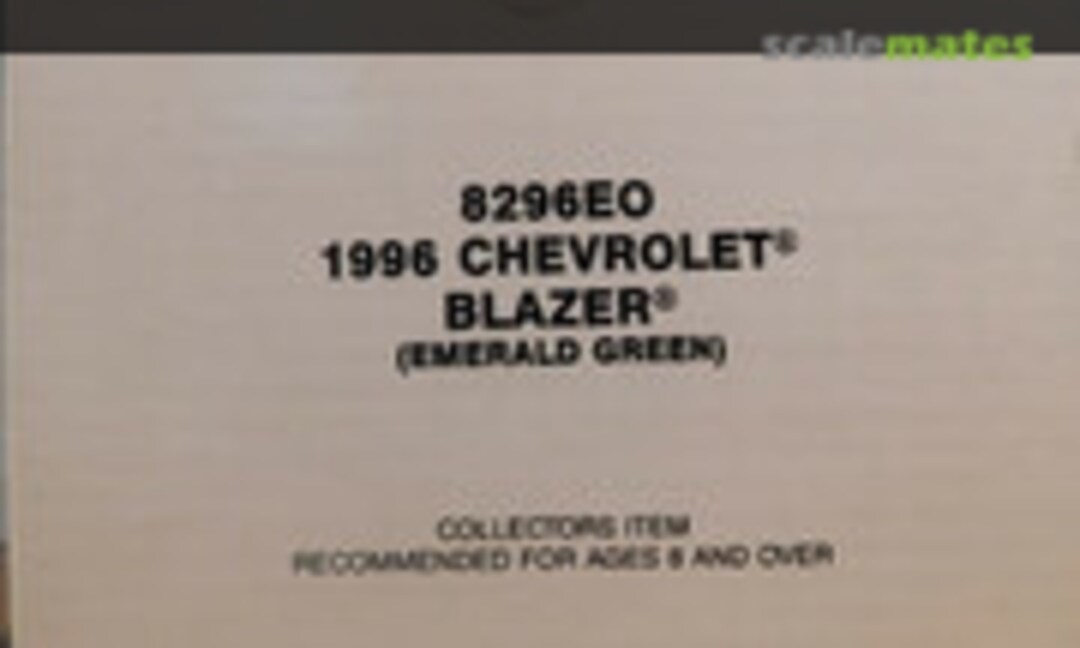 scalemates
8296EO
1996 CHEVROLET®
BLAZER®
(EMERALD GREEN)
COLLECTORS ITEM
RECOMMENDED FOR AGES 8 AND OVER